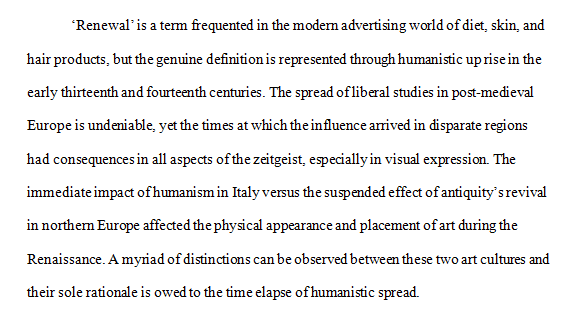 ‘Renewal’ is a term frequented in the modern advertising world of diet, skin, and
hair products, but the genuine definition is represented through humanistic uprise in the
early thirteenth and fourteenth centuries. The spread of liberal studies in post-medieval
Europe is undeniable, yet the times at which the influence arrived in disparate regions
had consequences in all aspects of the zeitgeist, especially in visual expression. The
immediate impact of humanism in Italy versus the suspended effect of antiquity’s revival
in northern Europe affected the physical appearance and placement of art during the
Renaissance. A myriad of distinctions can be observed between these two art cultures and
their sole rationale is owed to the time elapse of humanistic spread.